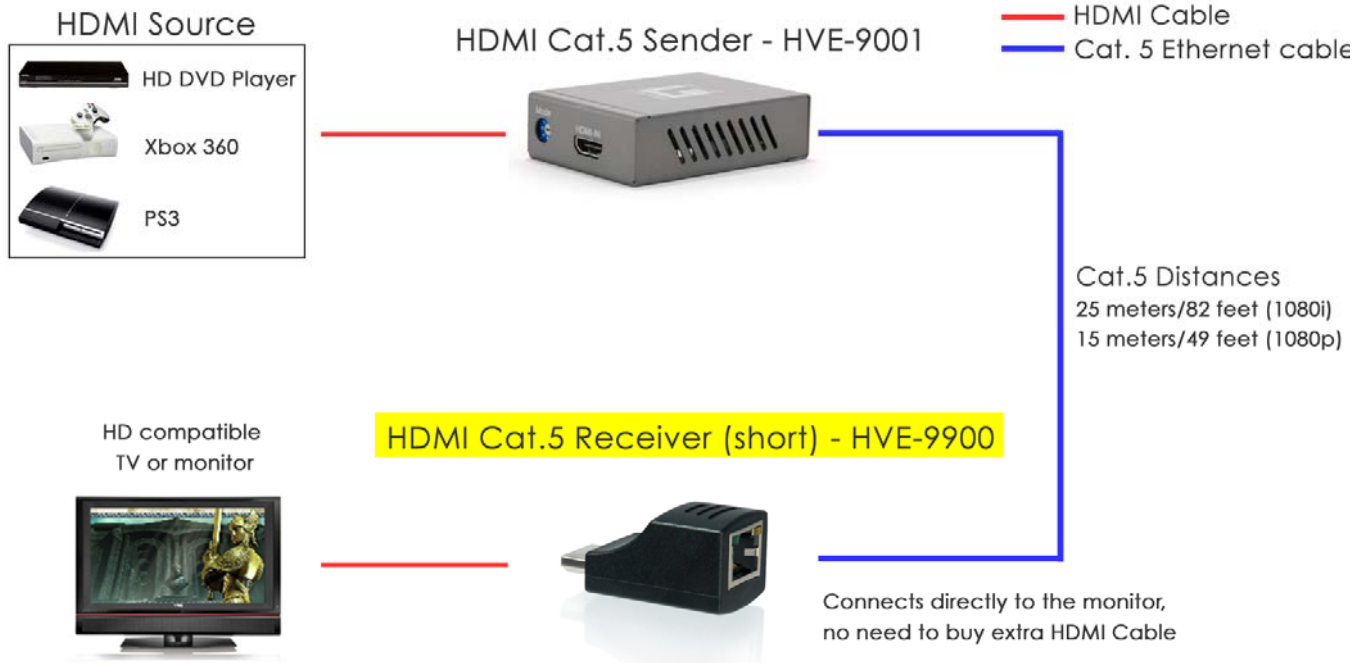 HDMI Source
HD DVD Player
Xbox 360
PS3
HDMI Cat.5 Sender - HVE-9001
HDMI Cable
Cat. 5 Ethernet cable
HDMI-IN
Cat.5 Distances
25 meters/82 feet (1080i)
15 meters/49 feet (1080p)
HD compatible
TV or monitor
HDMI Cat.5 Receiver (short) - HVE-9900
Connects directly to the monitor,
no need to buy extra HDMI Cable